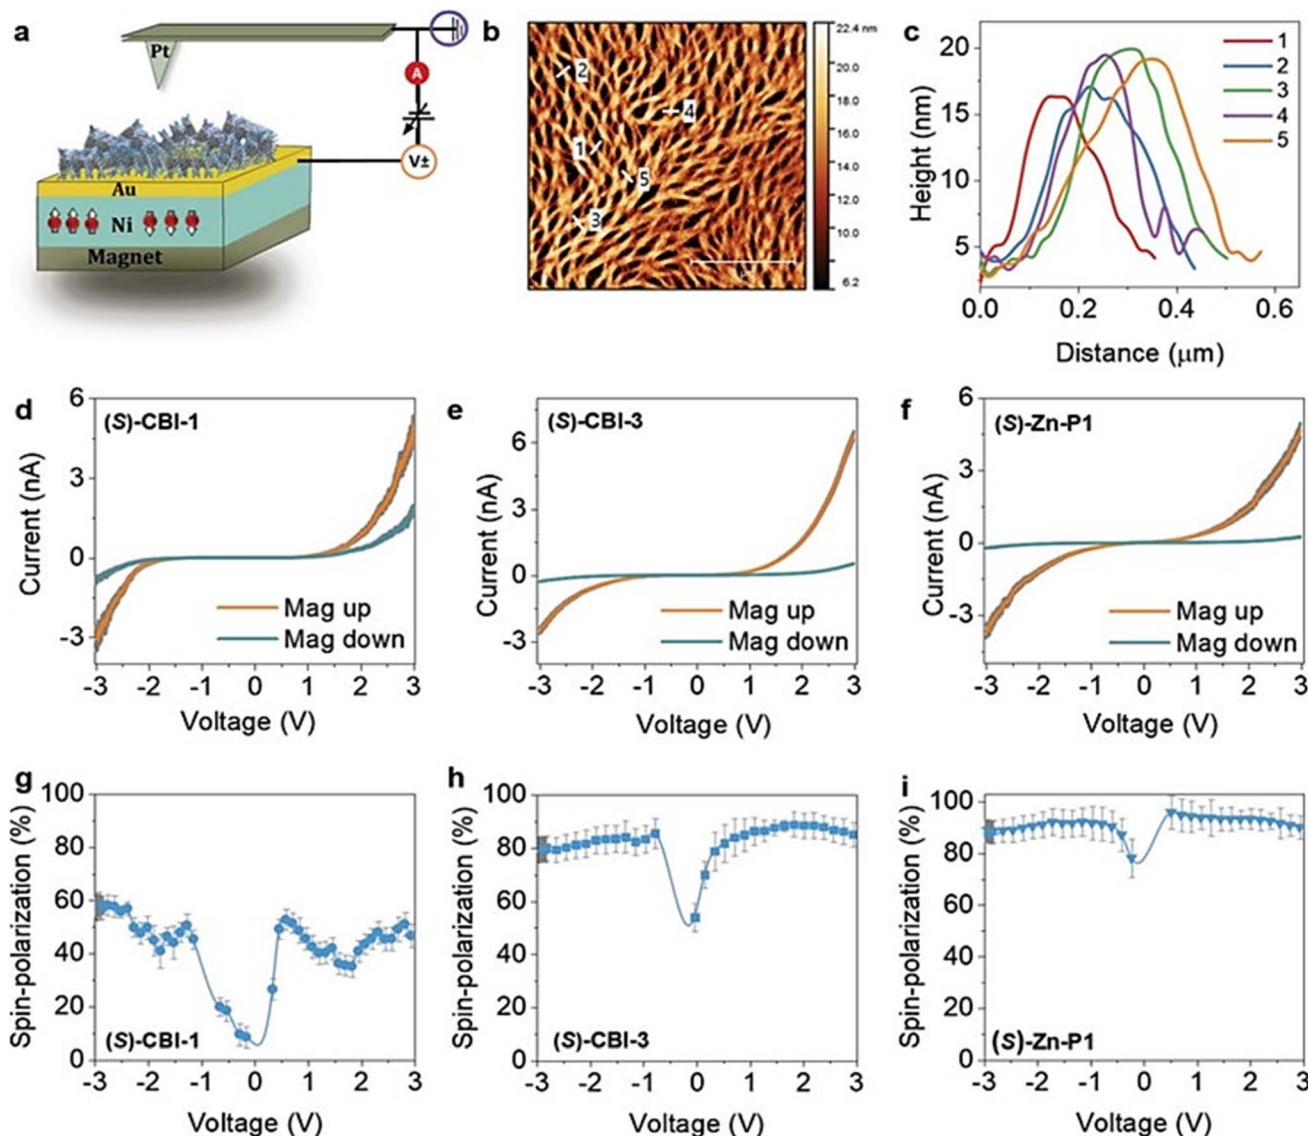 a
Pt
A
V±
Au
Ni
Magnet
b
2
4
1
5
3
22.4 nm
20.0
18.0
16.0
14.0
12.0
10.0
6.2
c
Height (nm)
20
15
10
5
1
2
3
4
5
0.0 0.2 0.4 0.6
Distance (μm)
d
(S)-CBI-1
Current (nA)
6
3
0
-3
Mag up
Mag down
-3 -2 -1 0 1 2 3
Voltage (V)
e
(S)-CBI-3
Current (nA)
6
3
0
-3
Mag up
Mag down
-3 -2 -1 0 1 2 3
Voltage (V)
f
(S)-Zn-P1
Current (nA)
6
3
0
-3
Mag up
Mag down
-3 -2 -1 0 1 2 3
Voltage (V)
g
Spin-polarization (%)
100
80
60
40
20
0
(S)-CBI-1
-3 -2 -1 0 1 2 3
Voltage (V)
h
Spin-polarization (%)
100
80
60
40
20
0
(S)-CBI-3
-3 -2 -1 0 1 2 3
Voltage (V)
i
Spin-polarization (%)
100
80
60
40
20
0
(S)-Zn-P1
-3 -2 -1 0 1 2 3
Voltage (V)